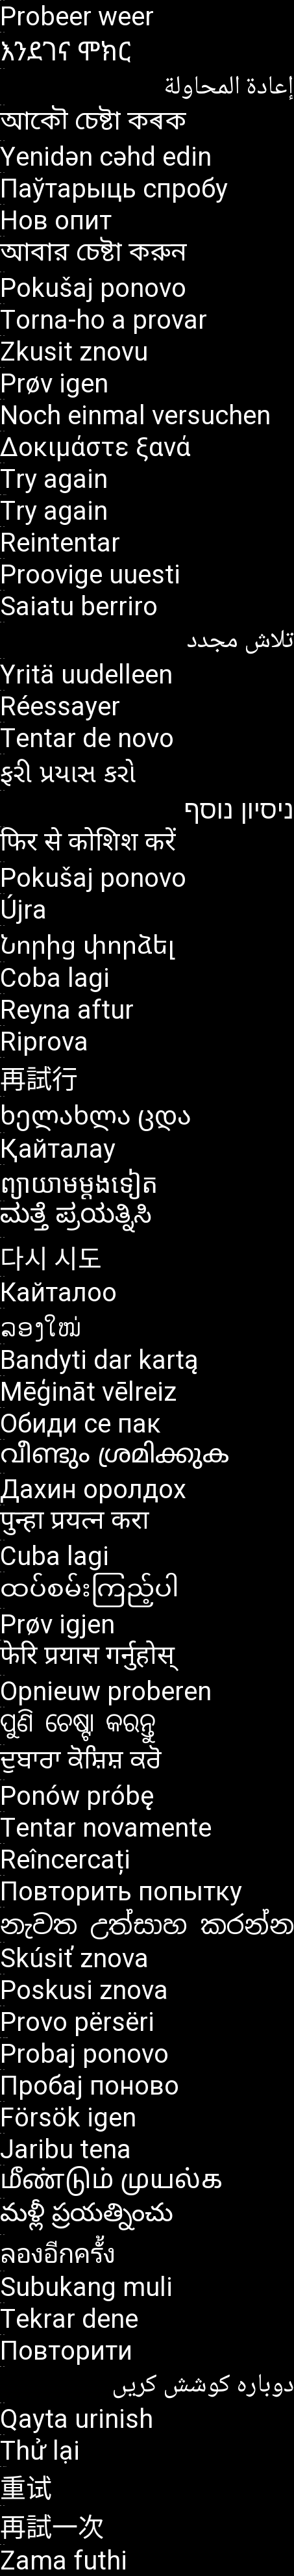 Probeer weer
እንደገና ሞክር
إعادة المحاولة
আকৌ চেষ্টা কৰক
Yenidən cəhd edin
Паўтарыць спробу
Нов опит
আবার চেষ্টা করুন
Pokušaj ponovo
Torna-ho a provar
Zkusit znovu
Prøv igen
Noch einmal versuchen
Δοκιμάστε ξανά
Try again
Try again
Reintentar
Proovige uuesti
Saiatu berriro
تلاش مجدد
Yritä uudelleen
Réessayer
Tentar de novo
ફરી પ્રયાસ કરો
ניסיון נוסף
फिर से कोशिश करें
Pokušaj ponovo
Újra
Նորից փորձել
Coba lagi
Reyna aftur
Riprova
再試行
ხელახლა ცდა
Қайталау
ព្យាយាម​ម្ដង​ទៀត
ಮತ್ತೆ ಪ್ರಯತ್ನಿಸಿ
다시 시도
Кайталоо
ລອງໃໝ່
Bandyti dar kartą
Mēģināt vēlreiz
Обиди се пак
വീണ്ടും ശ്രമിക്കുക
Дахин оролдох
पुन्हा प्रयत्न करा
Cuba lagi
ထပ်စမ်းကြည့်ပါ
Prøv igjen
फेरि प्रयास गर्नुहोस्
Opnieuw proberen
ପୁଣି ଚେଷ୍ଟା କରନ୍ତୁ
ਦੁਬਾਰਾ ਕੋਸ਼ਿਸ਼ ਕਰੋ
Ponów próbę
Tentar novamente
Reîncercați
Повторить попытку
නැවත උත්සාහ කරන්න
Skúsiť znova
Poskusi znova
Provo përsëri
Probaj ponovo
Пробај поново
Försök igen
Jaribu tena
மீண்டும் முயல்க
మళ్లీ ప్రయత్నించు
ลองอีกครั้ง
Subukang muli
Tekrar dene
Повторити
دوبارہ کوشش کریں
Qayta urinish
Thử lại
重试
再試一次
Zama futhi